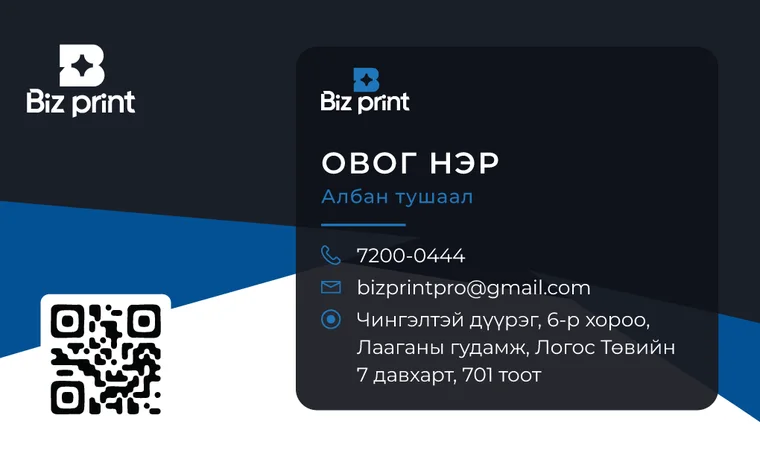 Biz print
Biz print
ОВОГ НЭР
Албан тушаал
7200-0444
bizprintpro@gmail.com
Чингэлтэй дүүрэг, 6-р хороо,
Лааганы гудамж, Логос Төвийн
7 давхарт, 701 тоот